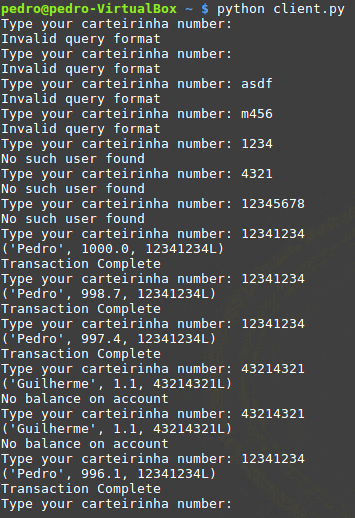 pedro@pedro-VirtualBox ~ $ python client.py
Type your carteirinha number:
Invalid query format
Type your carteirinha number:
Invalid query format
Type your carteirinha number: asdf
Invalid query format
Type your carteirinha number: m456
Invalid query format
Type your carteirinha number: 1234
No such user found
Type your carteirinha number: 4321
No such user found
Type your carteirinha number: 12345678
No such user found
Type your carteirinha number: 12341234
('Pedro', 1000.0, 12341234L)
Transaction Complete
Type your carteirinha number: 12341234
('Pedro', 998.7, 12341234L)
Transaction Complete
Type your carteirinha number: 12341234
('Pedro', 997.4, 12341234L)
Transaction Complete
Type your carteirinha number: 43214321
('Guilherme', 1.1, 43214321L)
No balance on account
Type your carteirinha number: 43214321
('Guilherme', 1.1, 43214321L)
No balance on account
Type your carteirinha number: 12341234
('Pedro', 996.1, 12341234L)
Transaction Complete
Type your carteirinha number: